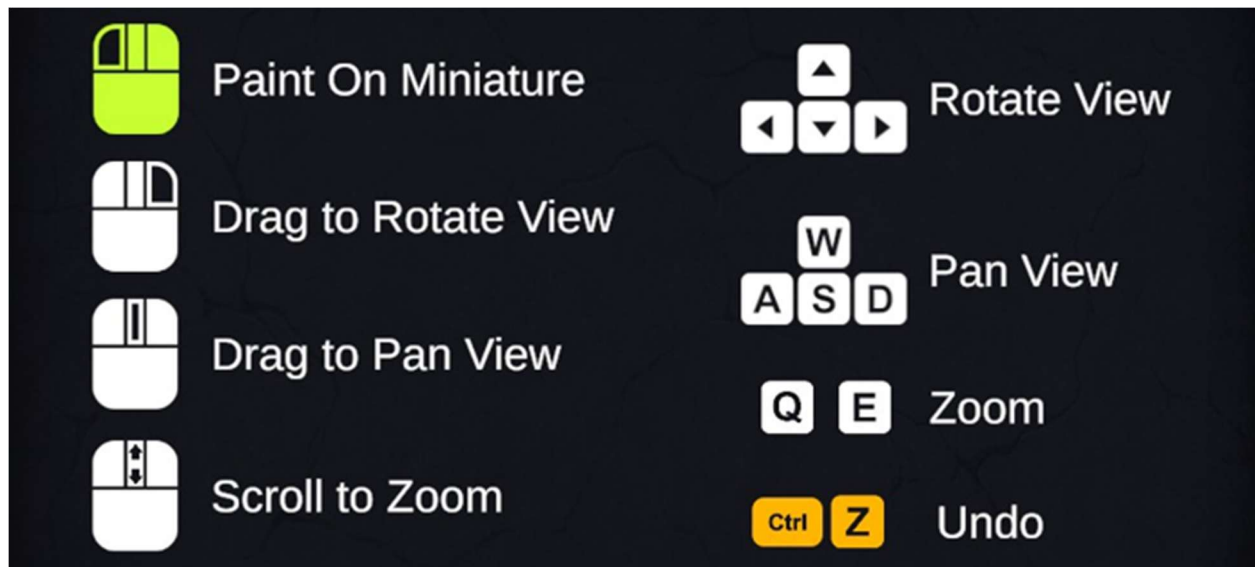 Paint On Miniature
Drag to Rotate View
Drag to Pan View
Scroll to Zoom
Rotate View
W
A S D Pan View
Q E Zoom
Ctrl Z Undo